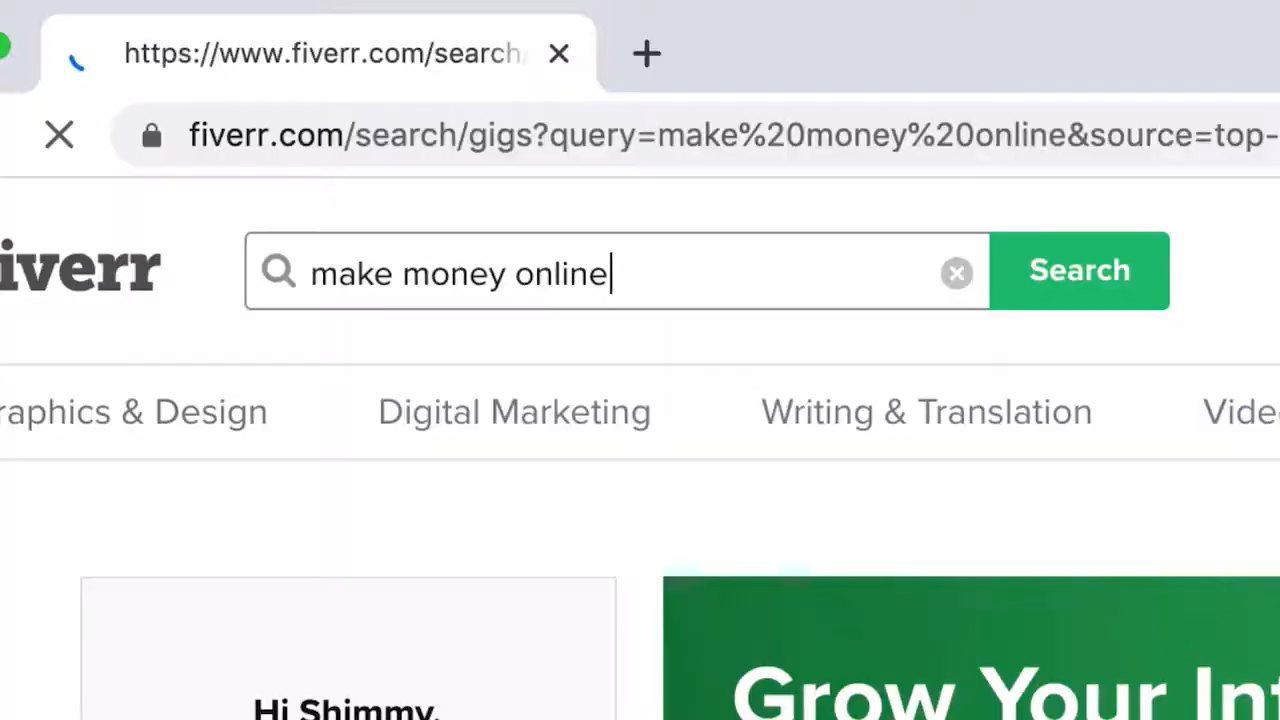 https://www.fiverr.com/search
fiverr.com/search/gigs?query=make%20money%20online&source=top-
iverr
make money online
Search
raphics & Design
Digital Marketing
Writing & Translation
Vide
Hi Shimmy,
Grow Your Int